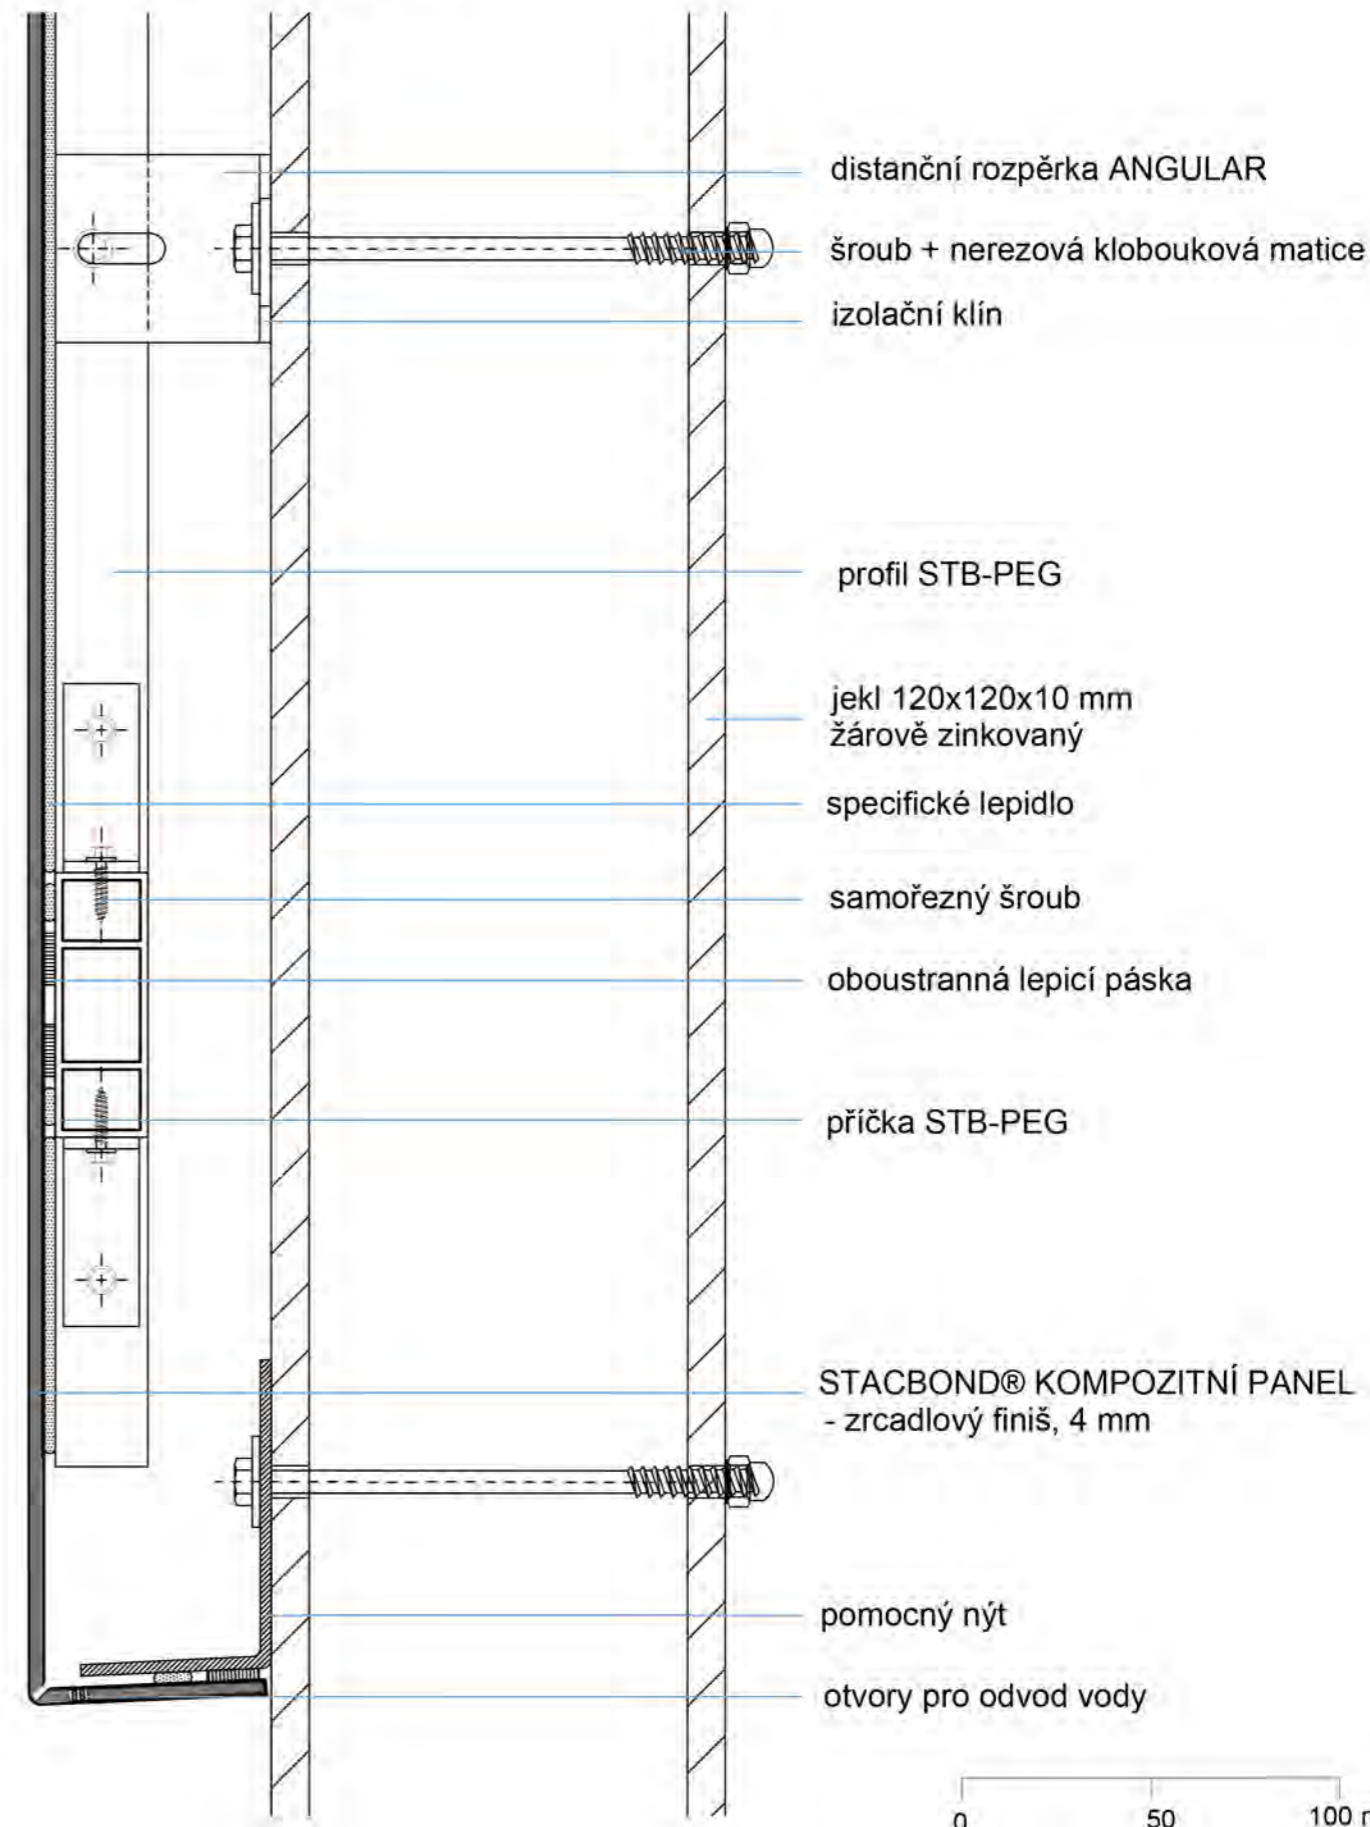 distanční rozpěrka ANGULAR
šroub + nerezová klobouková matice
izolační klín
profil STB-PEG
jekl 120x120x10 mm
žárově zinkovaný
specifické lepidlo
samořezný šroub
oboustranná lepicí páska
příčka STB-PEG
STACBOND® KOMPOZITNÍ PANEL
- zrcadlový finiš, 4 mm
pomocný nýt
otvory pro odvod vody
0 50 100